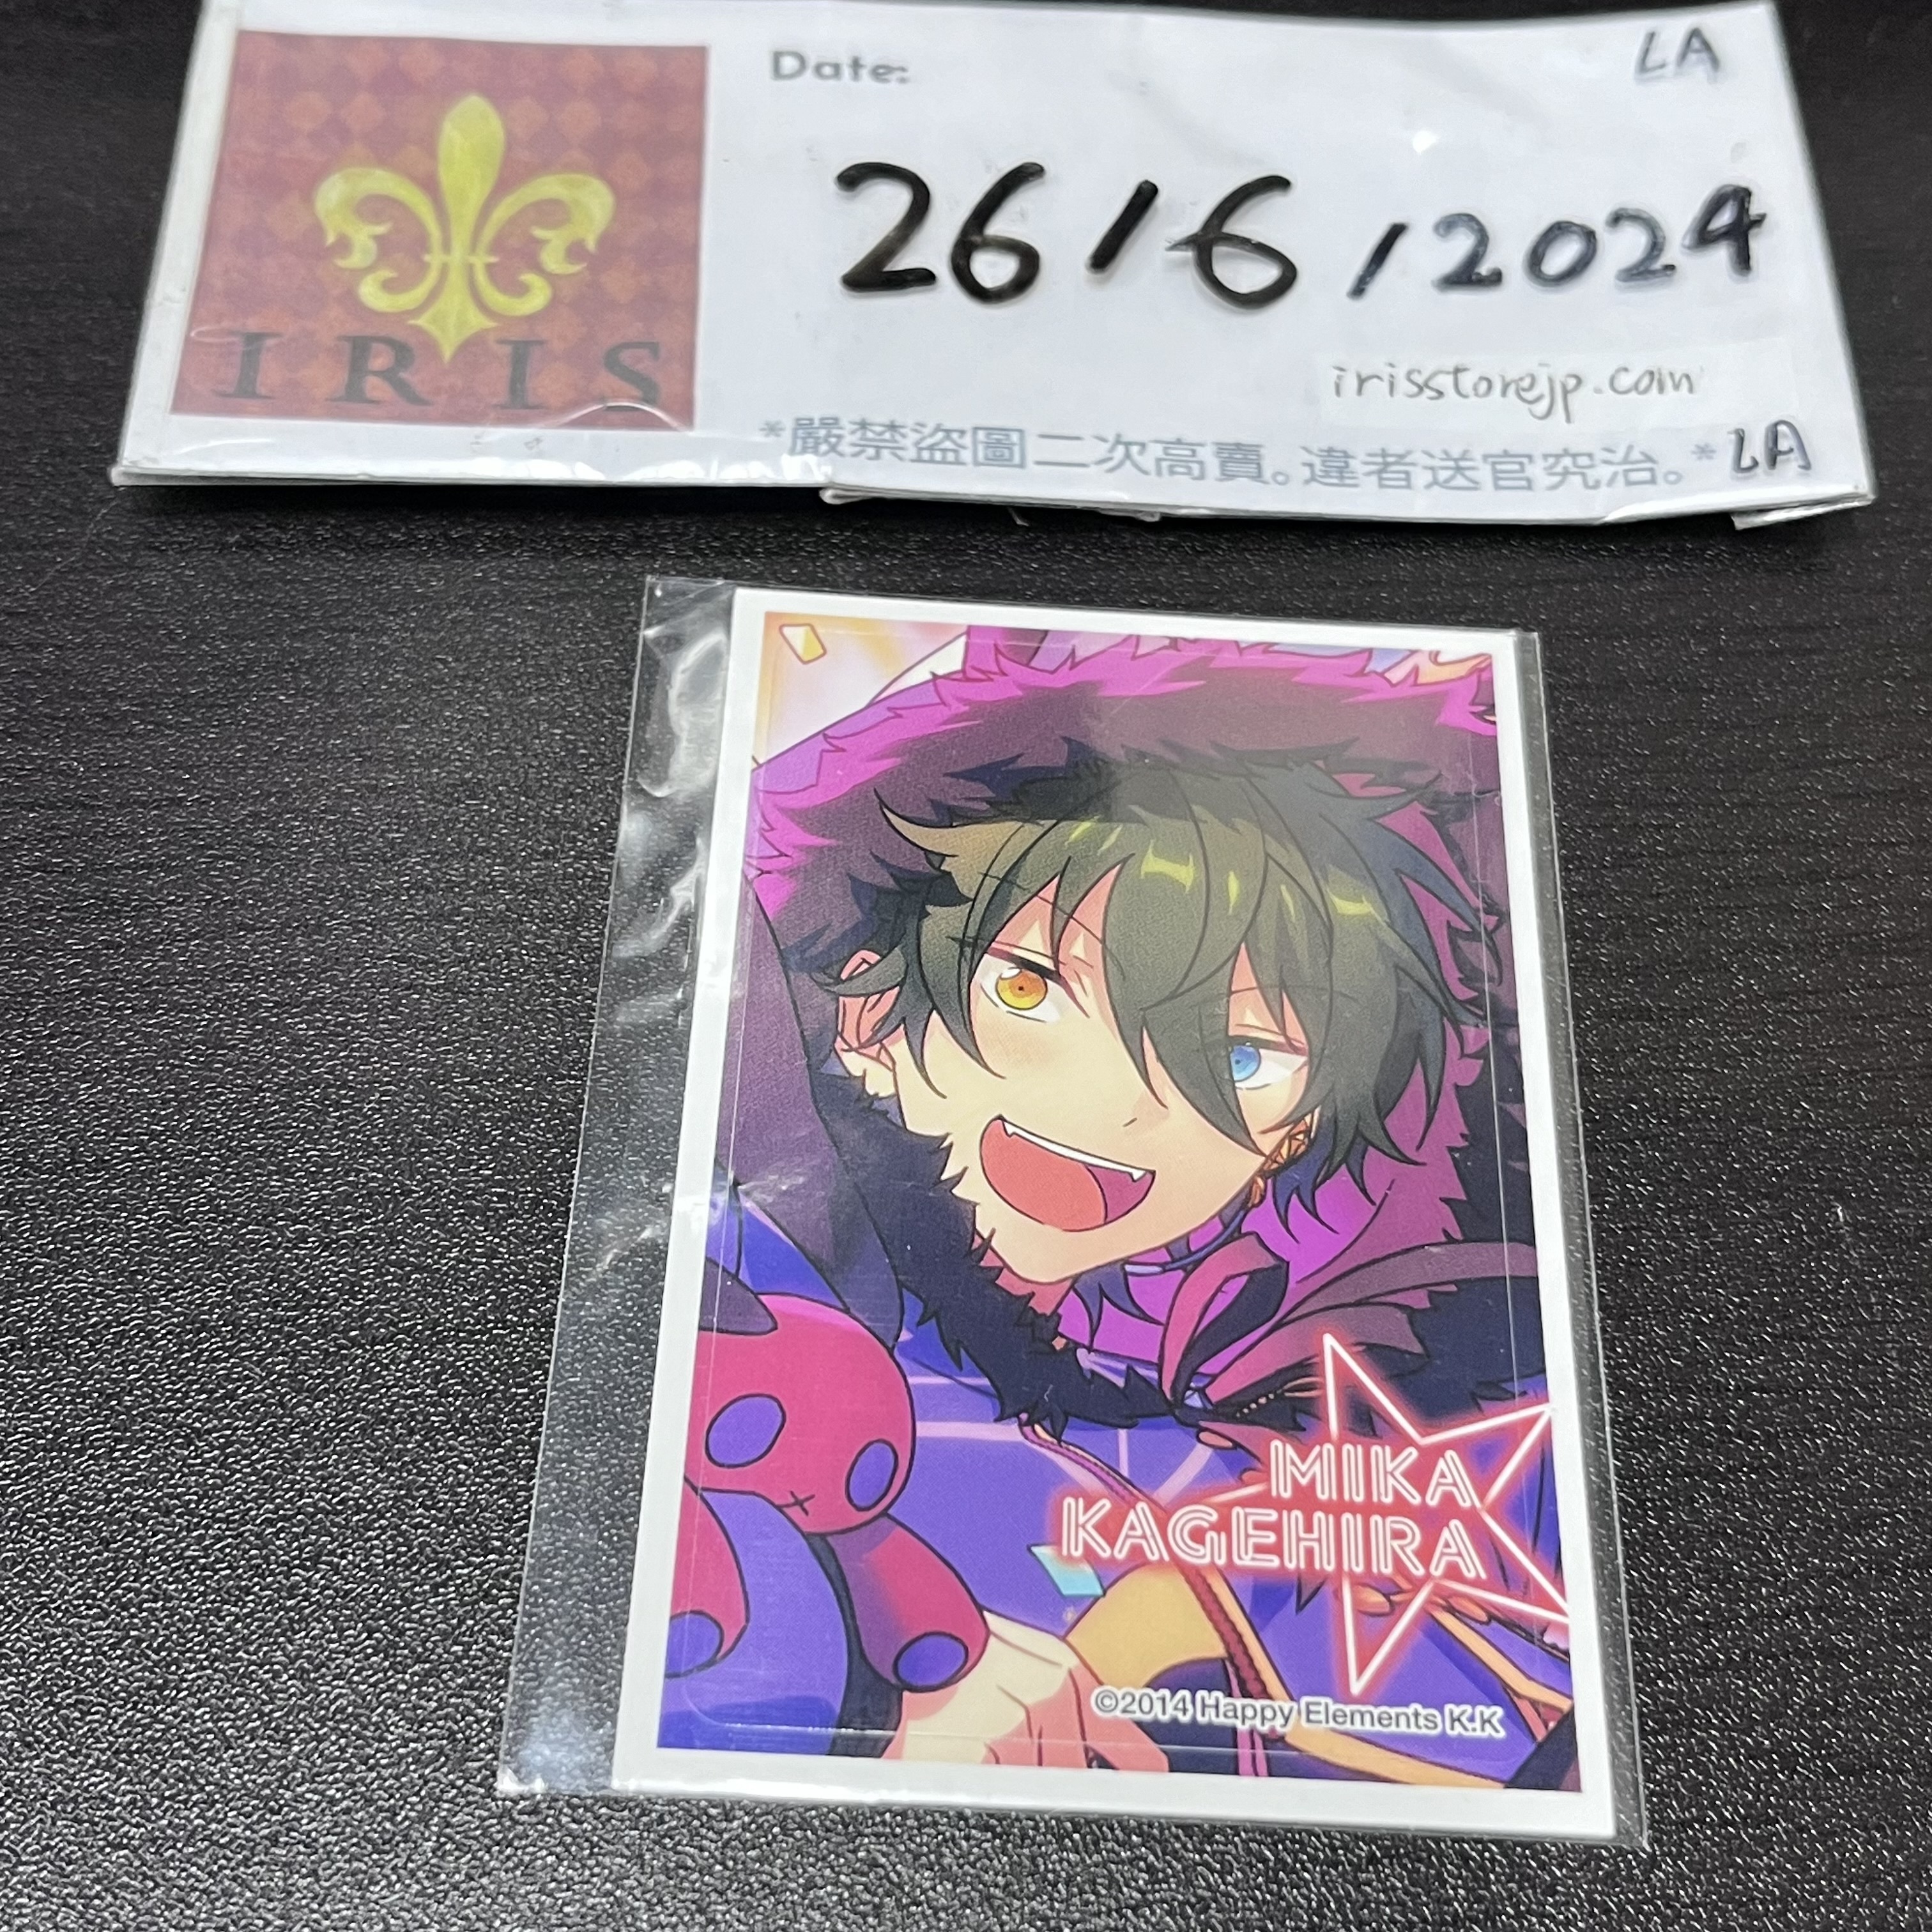 Date:
LA
26/6/2024
IRIS
irisstorejp.com
*嚴禁盜圖二次高賣。違者送官究治。*
LA
MIKA
KAGEHIRA
©2014 Happy Elements K.K